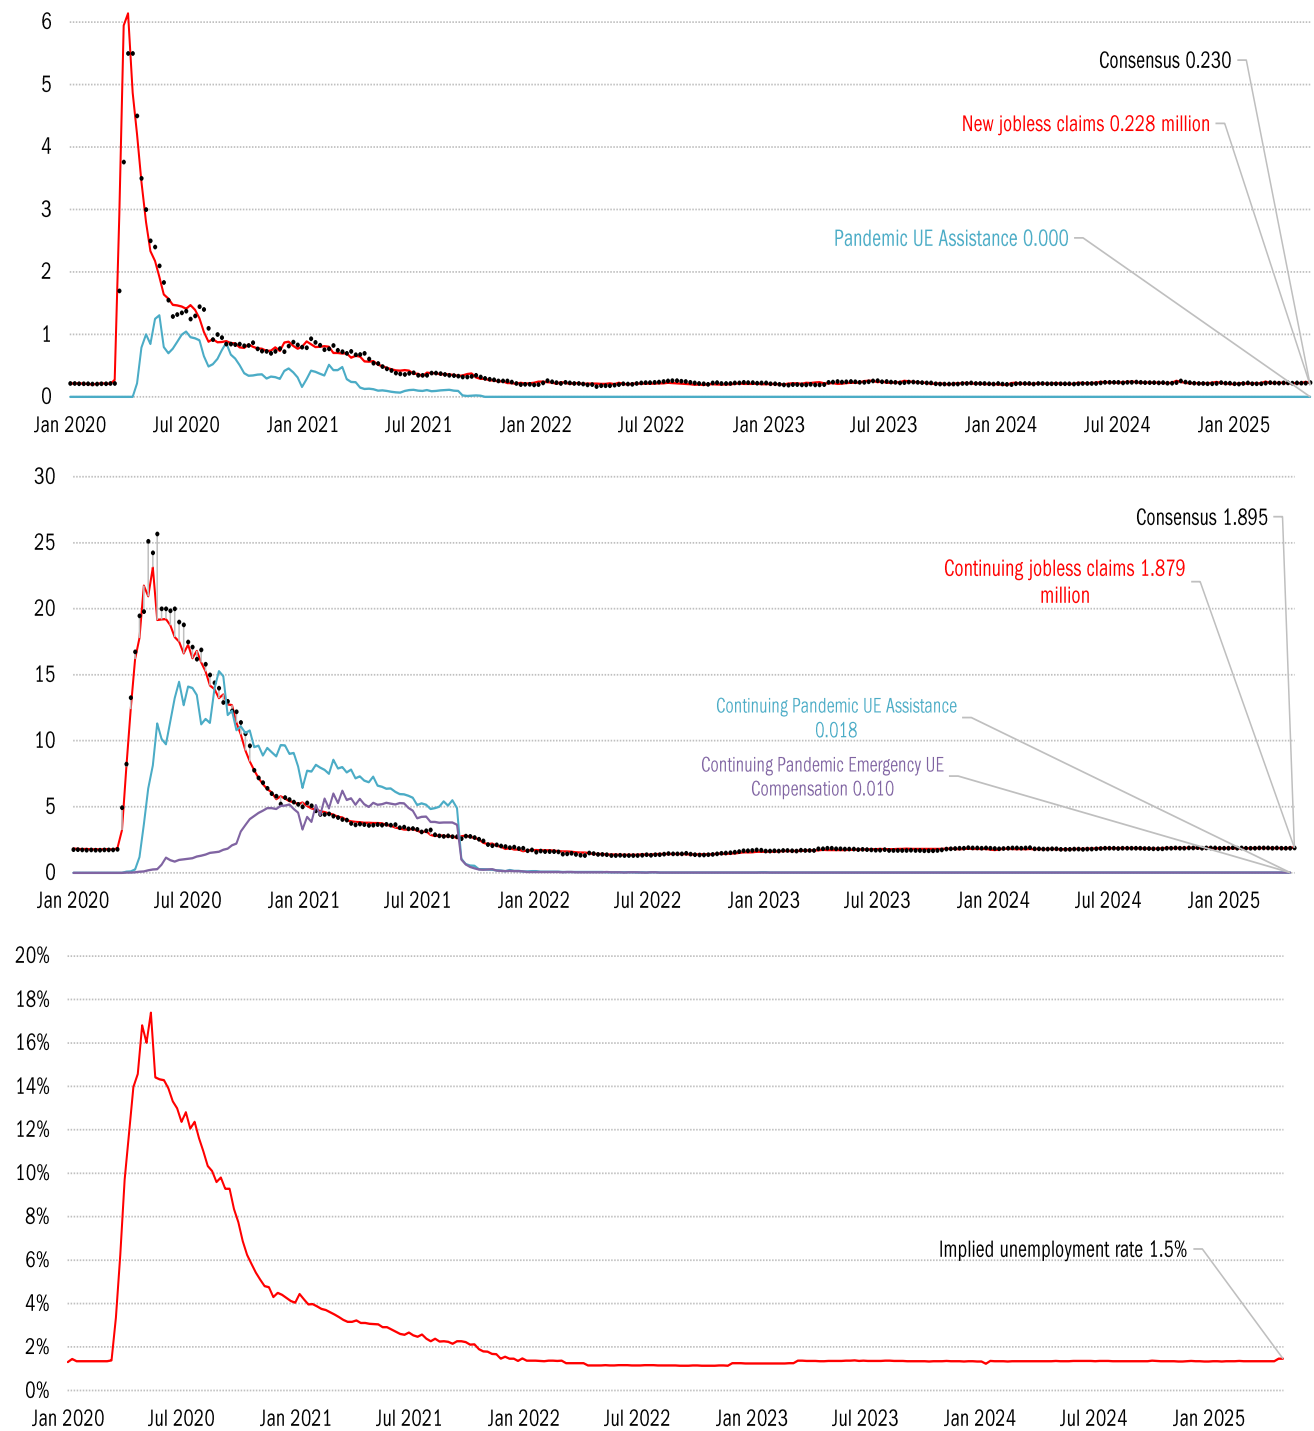 6
Consensus 0.230
5
New jobless claims 0.228 million
4
3
Pandemic UE Assistance 0.000
2
1
0
Jan 2020 Jul 2020 Jan 2021 Jul 2021 Jan 2022 Jul 2022 Jan 2023 Jul 2023 Jan 2024 Jul 2024 Jan 2025
30
Consensus 1.895
25
Continuing jobless claims 1.879
million
20
15
Continuing Pandemic UE Assistance
0.018
10
Continuing Pandemic Emergency UE
Compensation 0.010
5
0
Jan 2020 Jul 2020 Jan 2021 Jul 2021 Jan 2022 Jul 2022 Jan 2023 Jul 2023 Jan 2024 Jul 2024 Jan 2025
20%
18%
16%
14%
12%
10%
8%
Implied unemployment rate 1.5%
6%
4%
2%
0%
Jan 2020 Jul 2020 Jan 2021 Jul 2021 Jan 2022 Jul 2022 Jan 2023 Jul 2023 Jan 2024 Jul 2024 Jan 2025